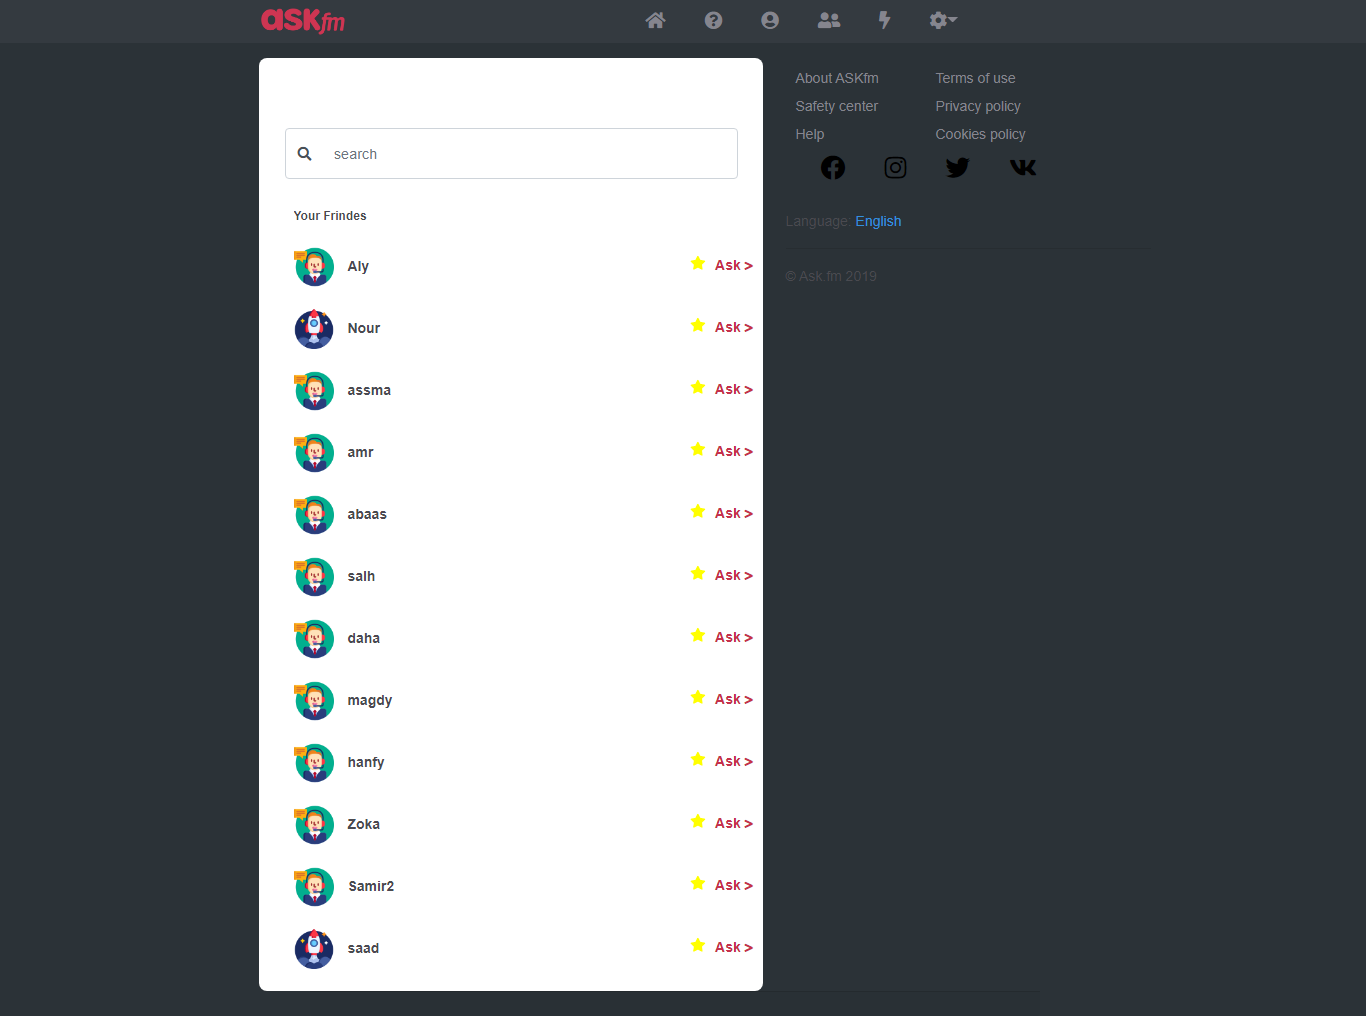 ASKfm
search
Your Frindes
Aly Ask >
Nour Ask >
assma Ask >
amr Ask >
abaas Ask >
salh Ask >
daha Ask >
magdy Ask >
hanfy Ask >
Zoka Ask >
Samir2 Ask >
saad Ask >
About ASKfm Terms of use
Safety center Privacy policy
Help Cookies policy
Language: English
© Ask.fm 2019